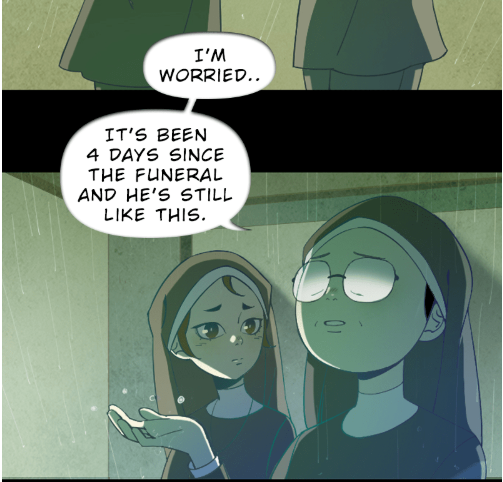 I'M
WORRIED..
IT'S BEEN
4 DAYS SINCE
THE FUNERAL
AND HE'S STILL
LIKE THIS.